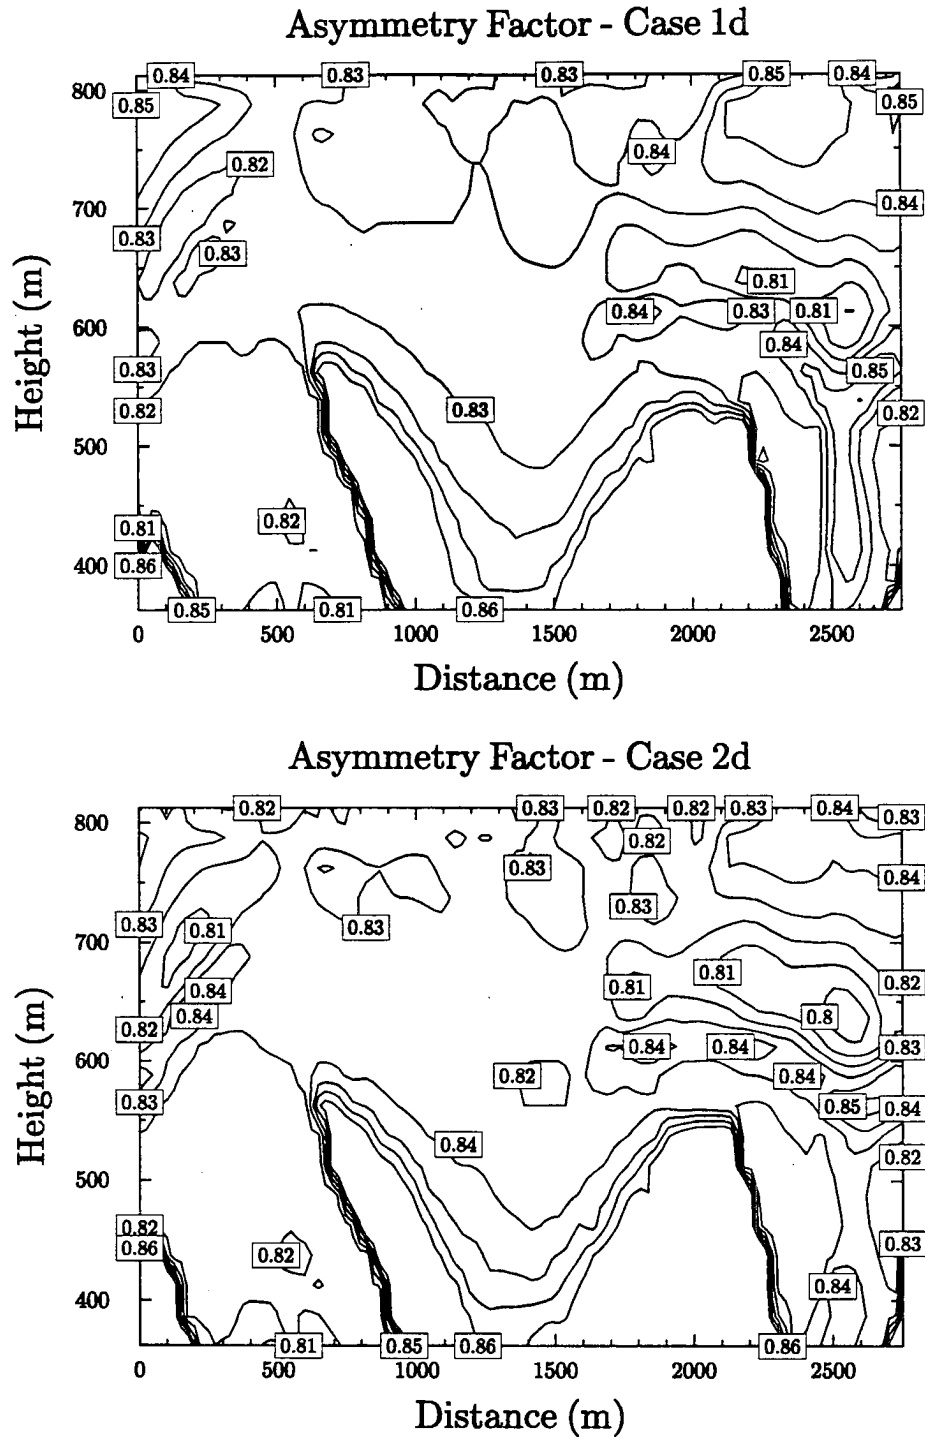 Asymmetry Factor - Case 1d
0.84 0.83 0.83 0.85 0.84
800
0.85 0.85
0.84
0.82
700
0.84
0.83
0.83
0.81
0.84 0.83 0.81
600
0.84
0.83 0.85
0.82 0.83 0.82
500
0.82
0.81
400
0.86
0.85 0.81 0.86
0 500 1000 1500 2000 2500
Height (m)
Distance (m)
Asymmetry Factor - Case 2d
0.82 0.83 0.82 0.82 0.83 0.84
800
0.83
0.82
0.83
0.84
0.83
0.83 0.81 0.83
700
0.81
0.82
0.84 0.81
0.84 0.8
0.82
600
0.84 0.84 0.83
0.82 0.84
0.83 0.85 0.84
0.84
0.82
500
0.82
0.86 0.82 0.83
0.84
400
0.81 0.85 0.86 0.86
0 500 1000 1500 2000 2500
Height (m)
Distance (m)